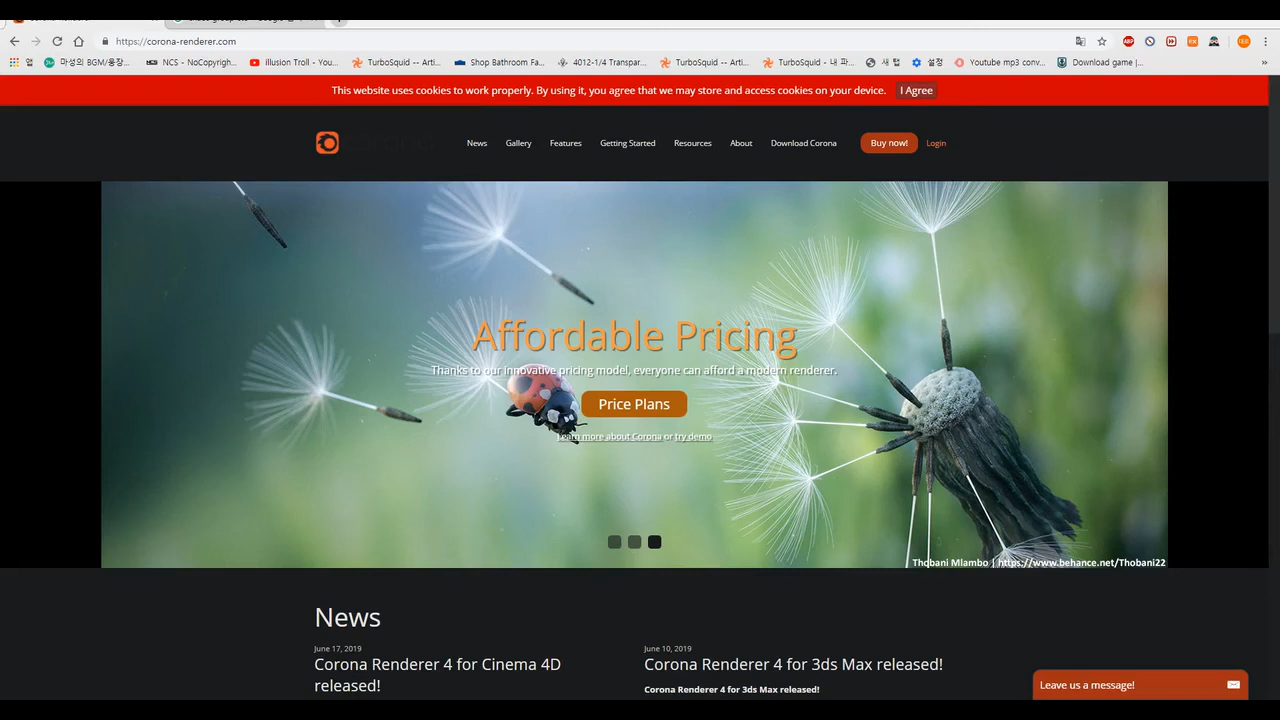 https://corona-renderer.com
앱
마성의 BGM/웅장...
NCS - NoCopyrigh...
illusion Troll - You...
TurboSquid -- Arti...
Shop Bathroom Fa...
4012-1/4 Transpar...
TurboSquid -- Arti...
TurboSquid - 내 파...
새 탭
설정
Youtube mp3 conv...
Download game |...
»
This website uses cookies to work properly. By using it, you agree that we may store and access cookies on your device.
I Agree
News
Gallery
Features
Getting Started
Resources
About
Download Corona
Buy now!
Login
Affordable Pricing
Thanks to our innovative pricing model, everyone can afford a modern renderer.
Price Plans
Learn more about Corona or try demo
Thobani Mlambo | https://www.behance.net/Thobani22
News
June 17, 2019
Corona Renderer 4 for Cinema 4D
released!
June 10, 2019
Corona Renderer 4 for 3ds Max released!
Corona Renderer 4 for 3ds Max released!
Leave us a message!